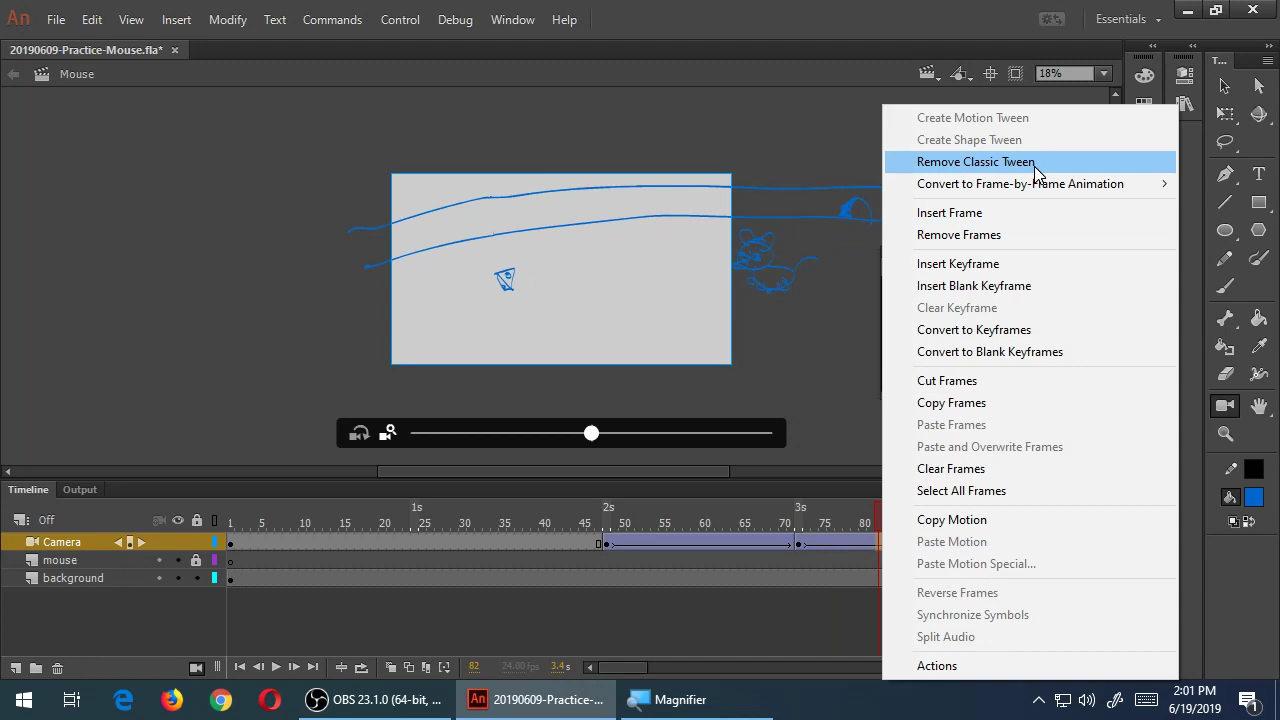 An File Edit View Insert Modify Text Commands Control Debug Window Help Essentials
20190609-Practice-Mouse.fla* × T...
Mouse 18%
Create Motion Tween
Create Shape Tween
Remove Classic Tween
Convert to Frame-by-Frame Animation
Insert Frame
Remove Frames
Insert Keyframe
Insert Blank Keyframe
Clear Keyframe
Convert to Keyframes
Convert to Blank Keyframes
Cut Frames
Copy Frames
Paste Frames
Paste and Overwrite Frames
Clear Frames
Select All Frames
Copy Motion
Paste Motion
Paste Motion Special...
Reverse Frames
Synchronize Symbols
Split Audio
Actions
Timeline Output
1s 2s 3s
Off 1 5 10 15 20 25 30 35 40 45 50 55 60 65 70 75 80
Camera
mouse
background
82 24.00 fps 3.4 s
OBS 23.1.0 (64-bit, ... An 20190609-Practice-... Magnifier
2:01 PM
6/19/2019
1